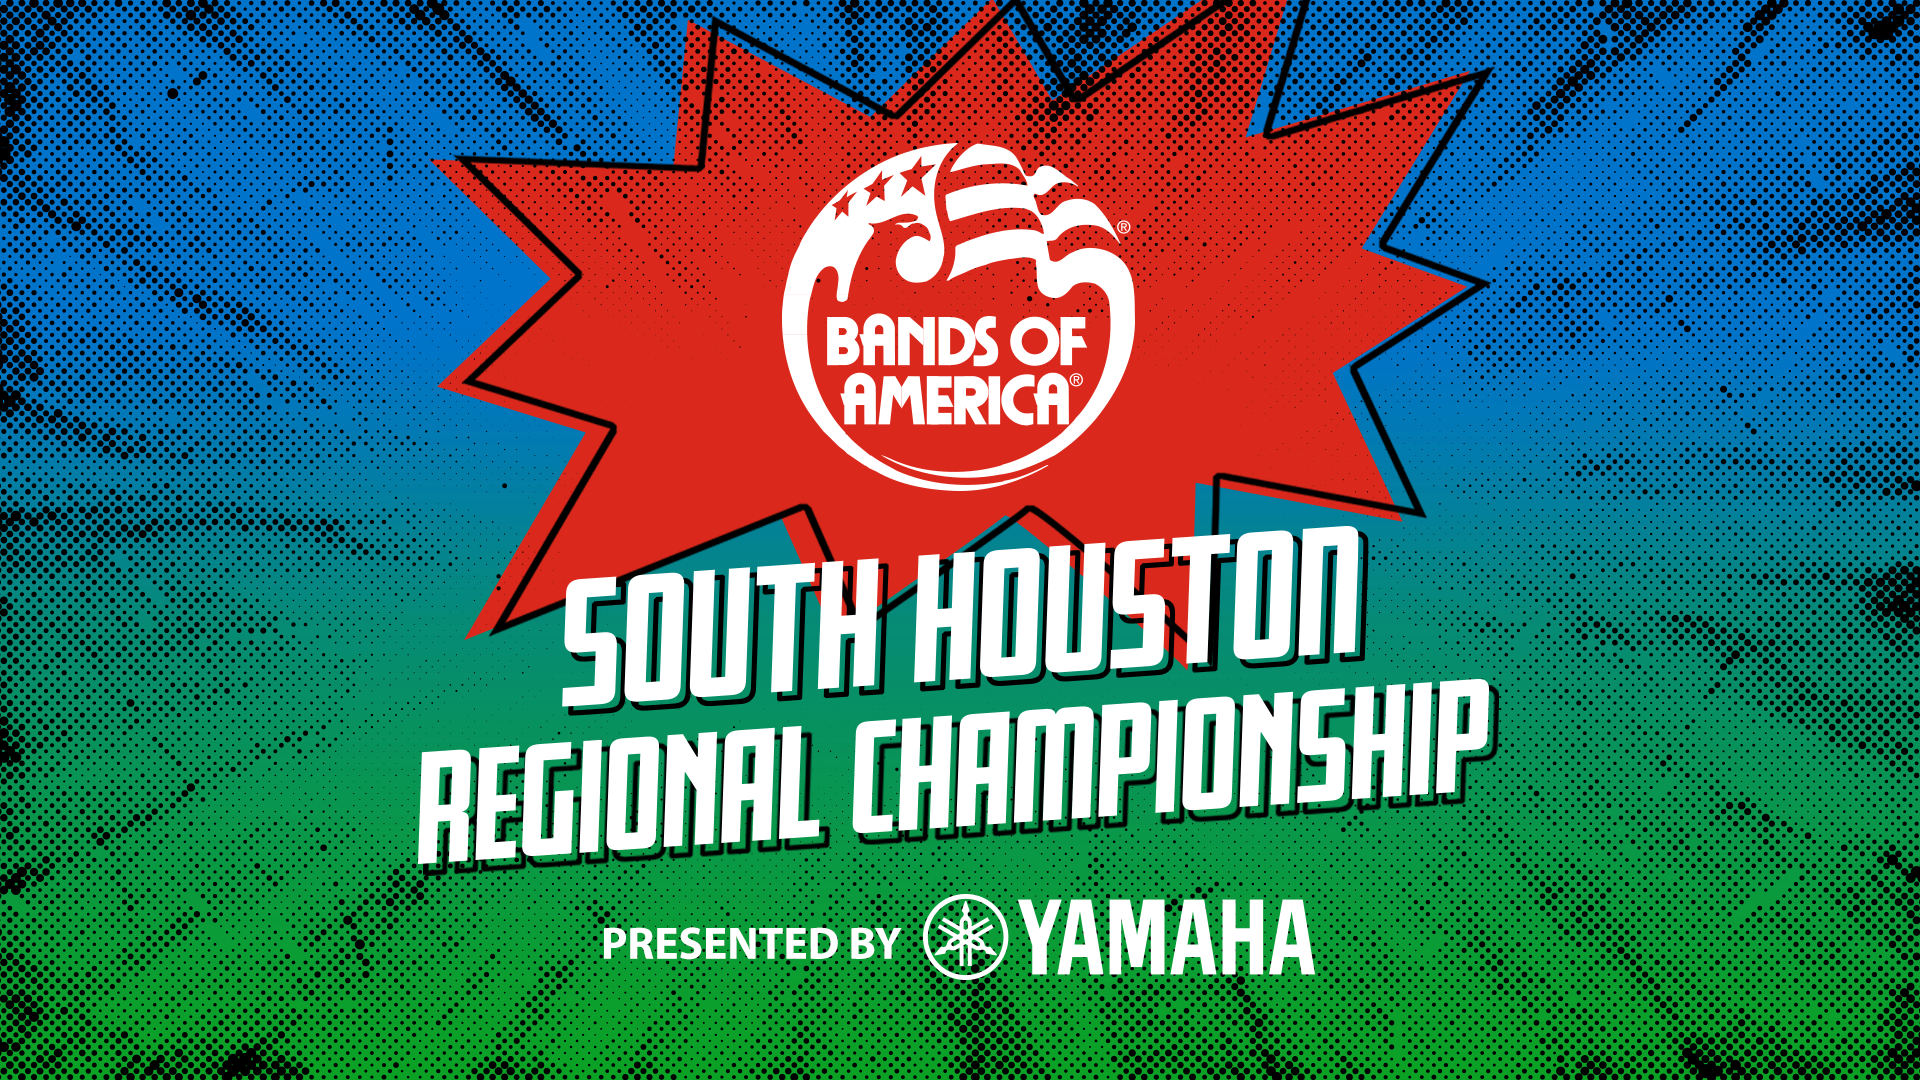 BANDS OF
AMERICA®
®
SOUTH HOUSTON
REGIONAL CHAMPIONSHIP
PRESENTED BY YAMAHA